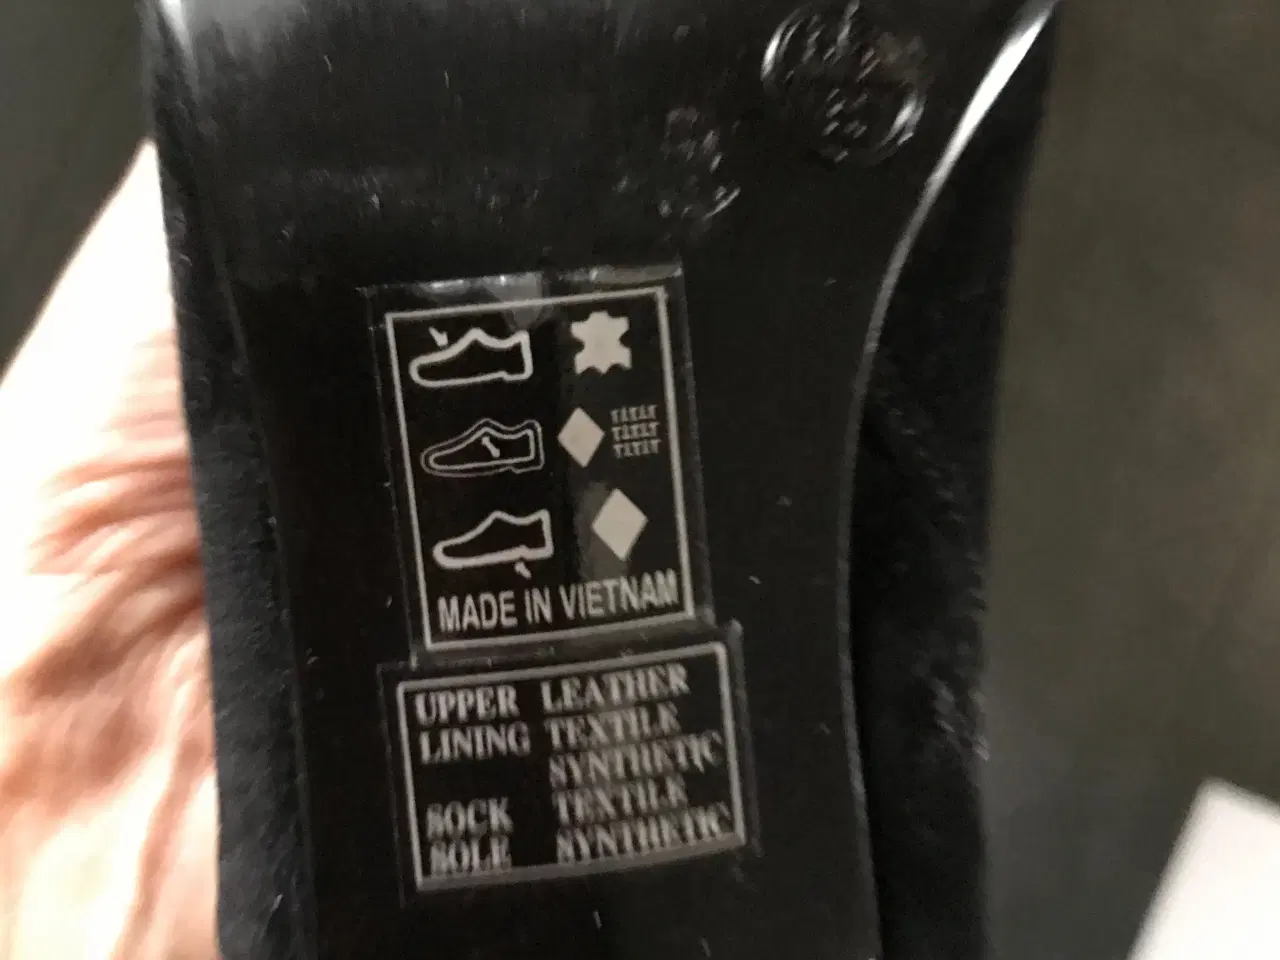 MADE IN VIETNAM
UPPER LEATHER
LINING TEXTILE
SYNTHETIC
SOCK TEXTILE
SOLE SYNTHETIC